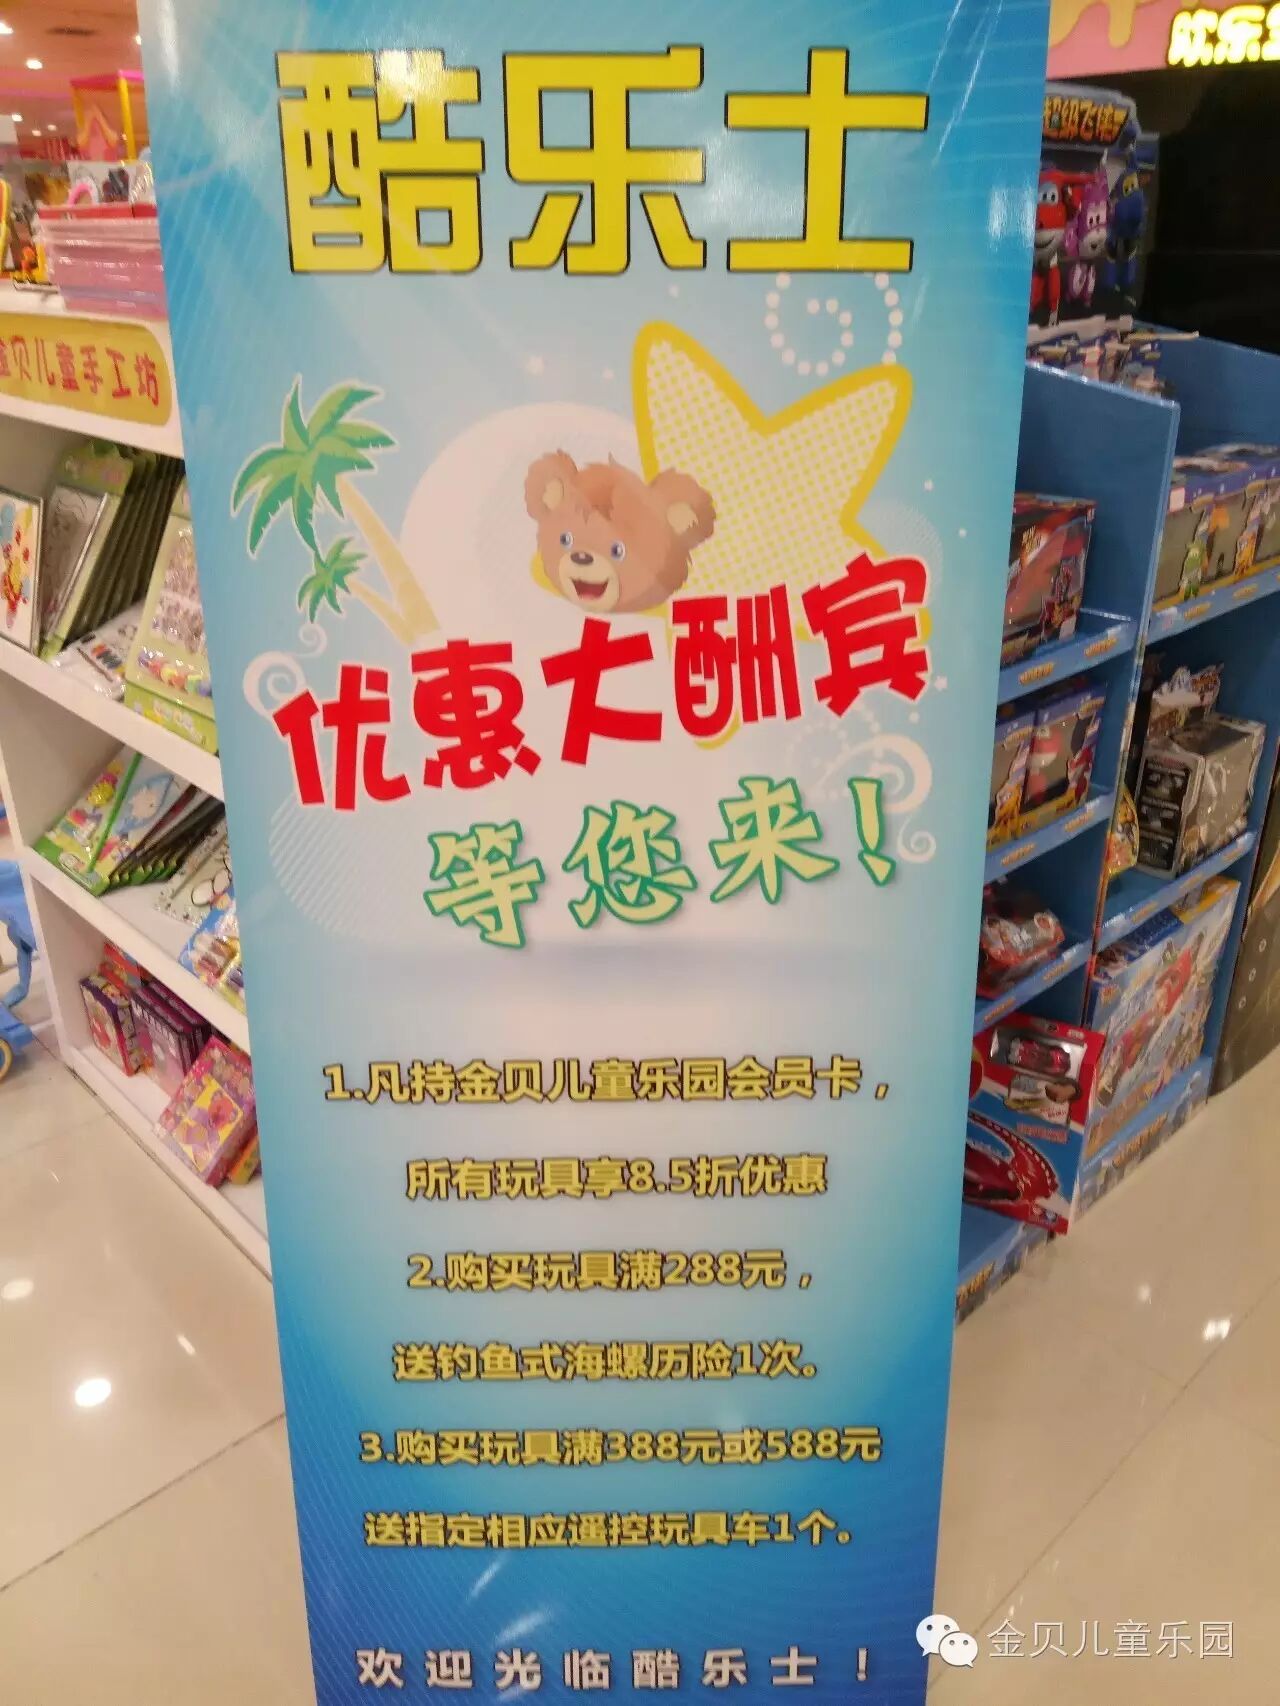 酷乐士
超级飞侠
金贝儿童手工坊
优惠大酬宾
等您来！
1.凡持金贝儿童乐园会员卡，
所有玩具享8.5折优惠
2.购买玩具满288元，
送钓鱼式海螺历险1次。
3.购买玩具满388元或588元
送指定相应遥控玩具车1个。
欢迎光临酷乐士！
金贝儿童乐园